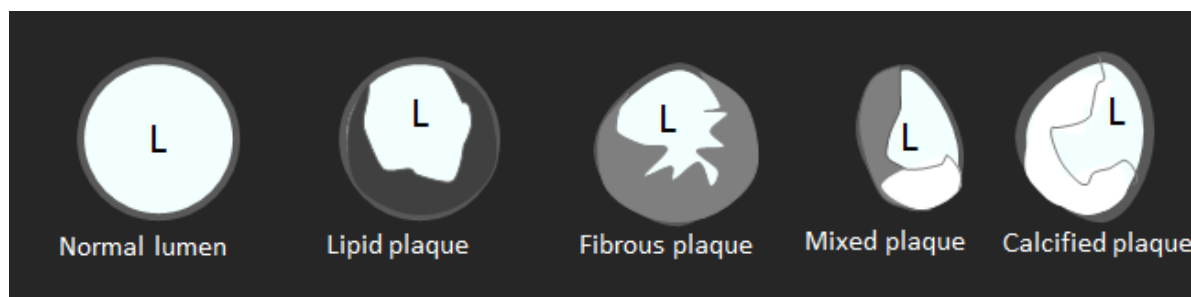 L
L
L
L
L
Normal lumen
Lipid plaque
Fibrous plaque
Mixed plaque
Calcified plaque